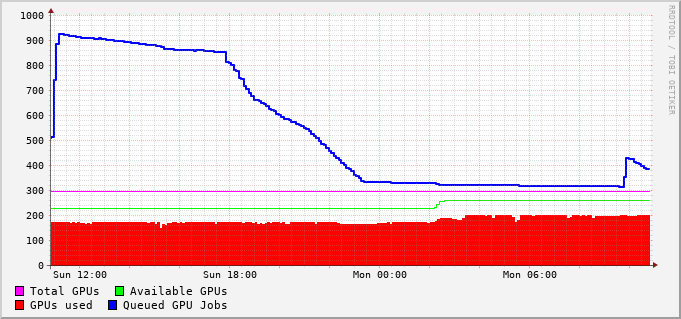 1000
900
800
700
600
500
400
300
200
100
0
Sun 12:00 Sun 18:00 Mon 00:00 Mon 06:00
Total GPUs Available GPUs
GPUs used Queued GPU Jobs
RRDTOOL / TOBI OETIKER